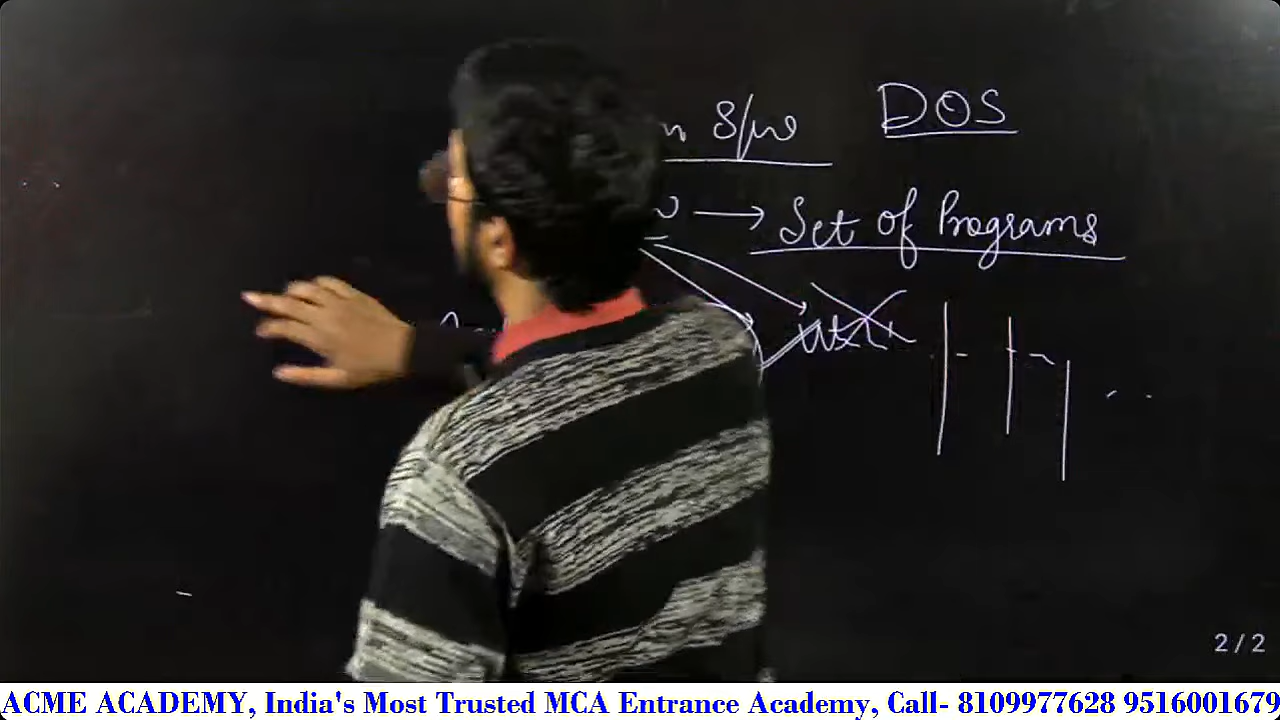 S/w DOS
→ Set of Programs
2 / 2
ACME ACADEMY, India's Most Trusted MCA Entrance Academy, Call- 8109977628 9516001679